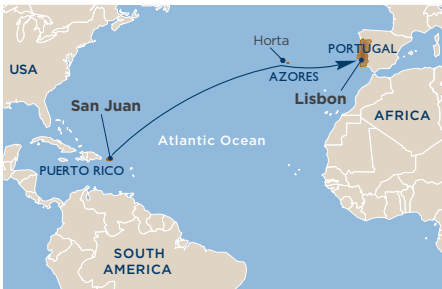 Horta
PORTUGAL
USA
AZORES
Lisbon
San Juan
AFRICA
Atlantic Ocean
PUERTO RICO
SOUTH
AMERICA